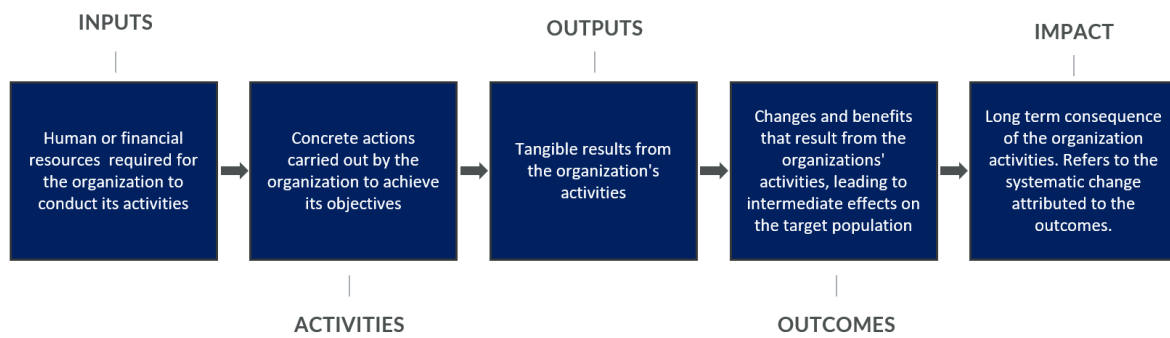 INPUTS
OUTPUTS
IMPACT
Human or financial
resources required for
the organization to
conduct its activities
Concrete actions
carried out by the
organization to achieve
its objectives
Tangible results from
the organization's
activities
Changes and benefits
that result from the
organizations'
activities, leading to
intermediate effects on
the target population
Long term consequence
of the organization
activities. Refers to the
systematic change
attributed to the
outcomes.
ACTIVITIES
OUTCOMES